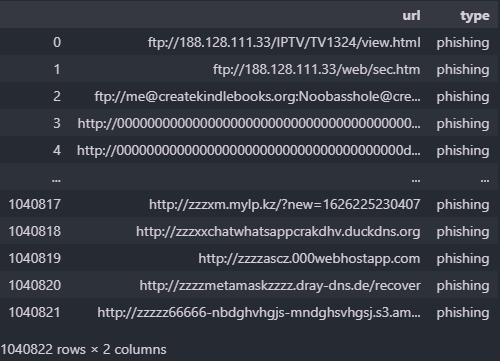 url type
0 ftp://188.128.111.33/IPTV/TV1324/view.html phishing
1 ftp://188.128.111.33/web/sec.htm phishing
2 ftp://me@createkindlebooks.org:Noobasshole@cre... phishing
3 http://00000000000000000000000000000000000000000... phishing
4 http://0000000000000000000000000000000000000000d... phishing
... ... ...
1040817 http://zzzxm.mylp.kz/?new=1626225230407 phishing
1040818 http://zzzxxchatwhatsappcrakdhv.duckdns.org phishing
1040819 http://zzzzascz.000webhostapp.com phishing
1040820 http://zzzzmetamaskzzzz.dray-dns.de/recover phishing
1040821 http://zzzzz66666-nbdghvhgjs-mndghsvhgsj.s3.am... phishing
1040822 rows × 2 columns